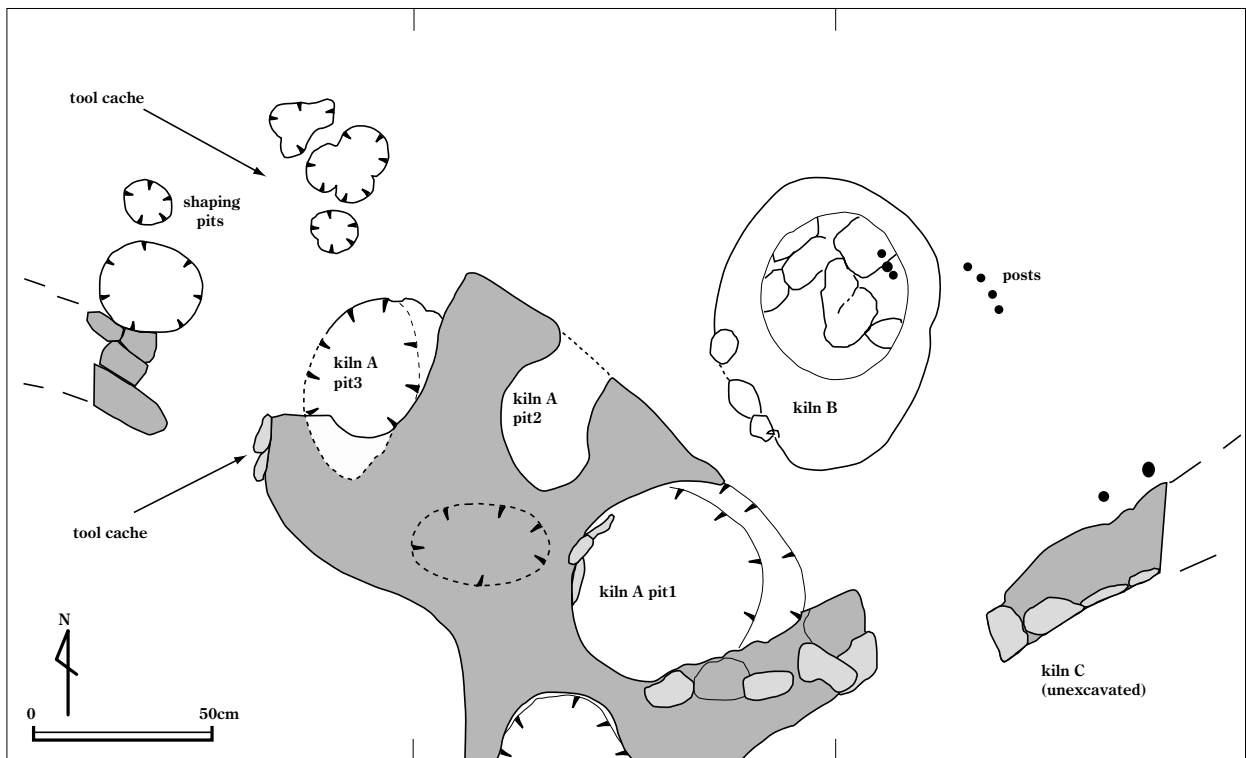 tool cache
shaping
pits
posts
kiln A
pit3
kiln A
pit2
kiln B
tool cache
kiln A pit1
N
kiln C
(unexcavated)
0 50cm